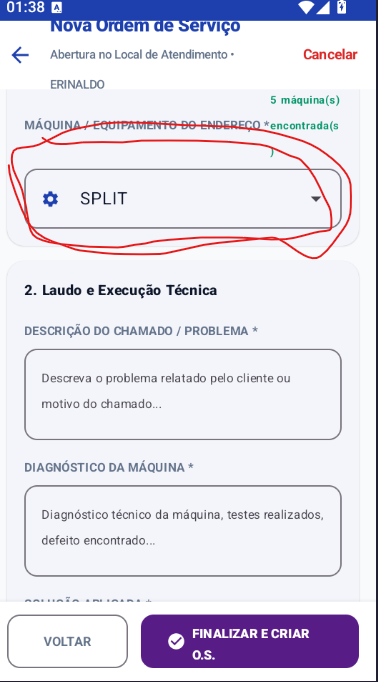 01:38 A
Nova Ordem de Serviço
Abertura no Local de Atendimento •
ERINALDO
Cancelar
5 máquina(s)
MÁQUINA / EQUIPAMENTO DO ENDEREÇO * encontrada(s
)
SPLIT
2. Laudo e Execução Técnica
DESCRIÇÃO DO CHAMADO / PROBLEMA *
Descreva o problema relatado pelo cliente ou
motivo do chamado...
DIAGNÓSTICO DA MÁQUINA *
Diagnóstico técnico da máquina, testes realizados,
defeito encontrado...
SOLUÇÃO APLICADA *
VOLTAR
FINALIZAR E CRIAR
O.S.